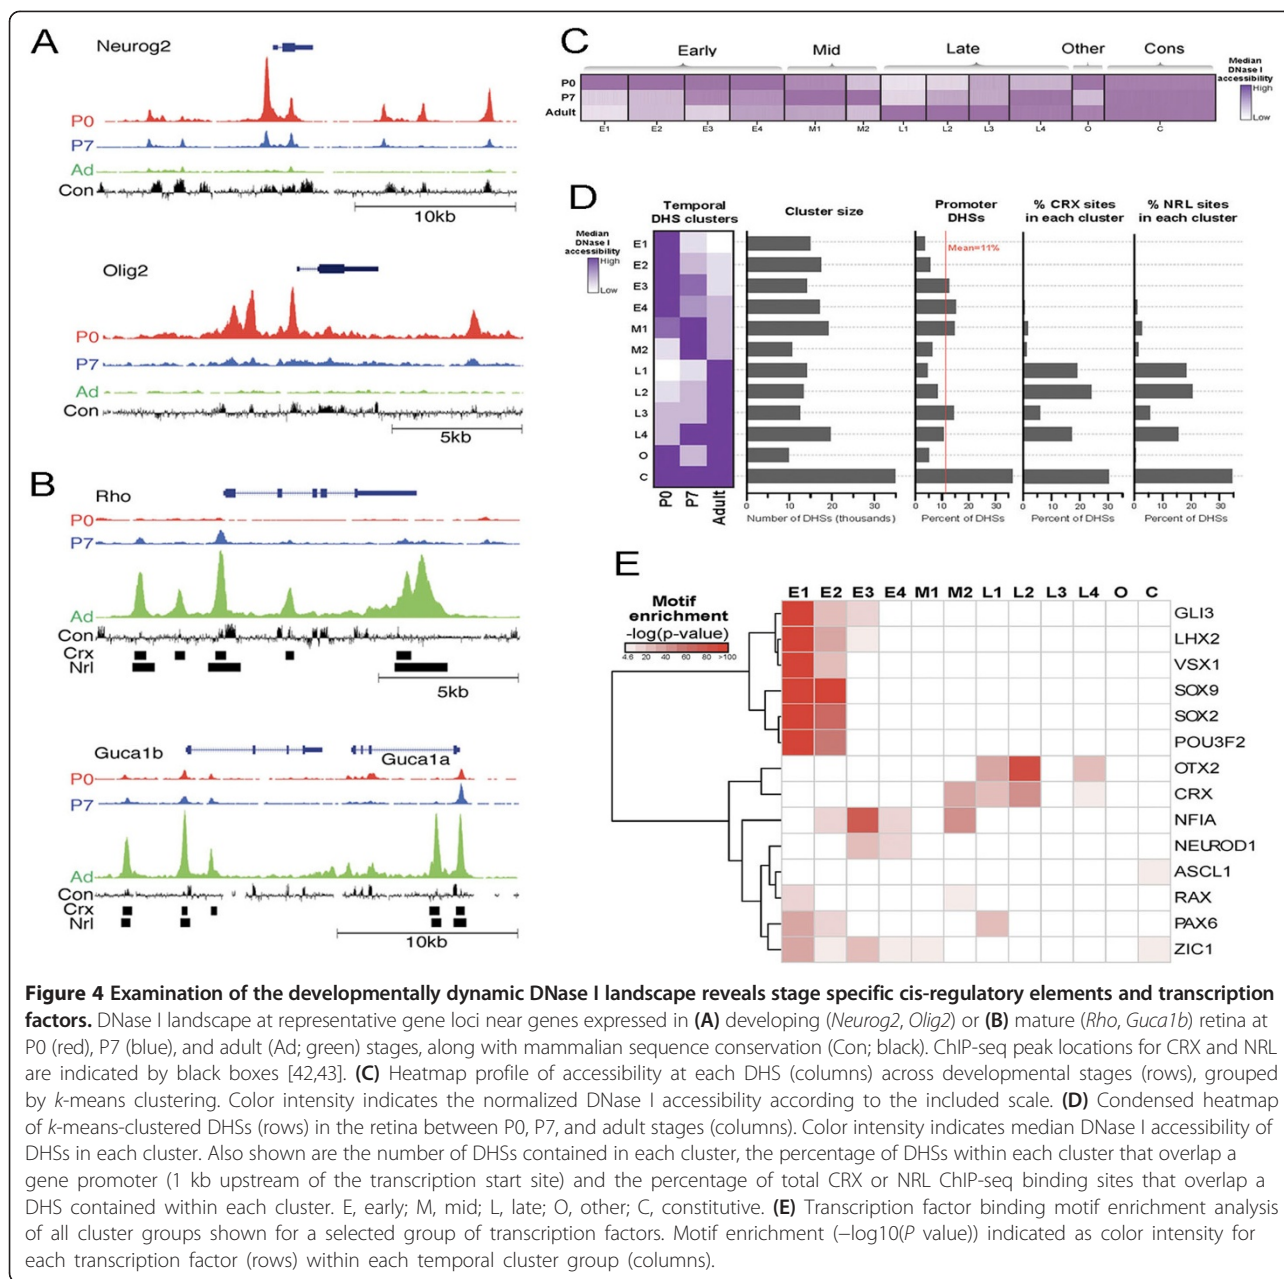 A
Neurog2
P0
P7
Ad
Con
10kb
Olig2
P0
P7
Ad
Con
5kb
B
Rho
P0
P7
Ad
Con
Crx
Nrl
5kb
Guca1b
Guca1a
P0
P7
Ad
Con
Crx
Nrl
10kb
C
Early Mid Late Other Cons
P0
P7
Adult
E1 E2 E3 E4 M1 M2 L1 L2 L3 L4 O C
Median
DNase I
accessibility
High
Low
D
Temporal
DHS clusters
Cluster size
Promoter
DHSs
% CRX sites
in each cluster
% NRL sites
in each cluster
Median
DNase I
accessibility
High
Low
Mean=11%
E1
E2
E3
E4
M1
M2
L1
L2
L3
L4
O
C
P0 P7 Adult
0 10 20 30
Number of DHSs (thousands)
0 10 20 30
Percent of DHSs
0 10 20 30
Percent of DHSs
0 10 20 30
Percent of DHSs
E
Motif
enrichment
-log(p-value)
4.6 20 40 60 80 >100
E1 E2 E3 E4 M1 M2 L1 L2 L3 L4 O C
GLI3
LHX2
VSX1
SOX9
SOX2
POU3F2
OTX2
CRX
NFIA
NEUROD1
ASCL1
RAX
PAX6
ZIC1
Figure 4 Examination of the developmentally dynamic DNase I landscape reveals stage specific cis-regulatory elements and transcription
factors. DNase I landscape at representative gene loci near genes expressed in (A) developing (Neurog2, Olig2) or (B) mature (Rho, Guca1b) retina at
P0 (red), P7 (blue), and adult (Ad; green) stages, along with mammalian sequence conservation (Con; black). ChIP-seq peak locations for CRX and NRL
are indicated by black boxes [42,43]. (C) Heatmap profile of accessibility at each DHS (columns) across developmental stages (rows), grouped
by k-means clustering. Color intensity indicates the normalized DNase I accessibility according to the included scale. (D) Condensed heatmap
of k-means-clustered DHSs (rows) in the retina between P0, P7, and adult stages (columns). Color intensity indicates median DNase I accessibility of
DHSs in each cluster. Also shown are the number of DHSs contained in each cluster, the percentage of DHSs within each cluster that overlap a
gene promoter (1 kb upstream of the transcription start site) and the percentage of total CRX or NRL ChIP-seq binding sites that overlap a
DHS contained within each cluster. E, early; M, mid; L, late; O, other; C, constitutive. (E) Transcription factor binding motif enrichment analysis
of all cluster groups shown for a selected group of transcription factors. Motif enrichment (−log10(P value)) indicated as color intensity for
each transcription factor (rows) within each temporal cluster group (columns).